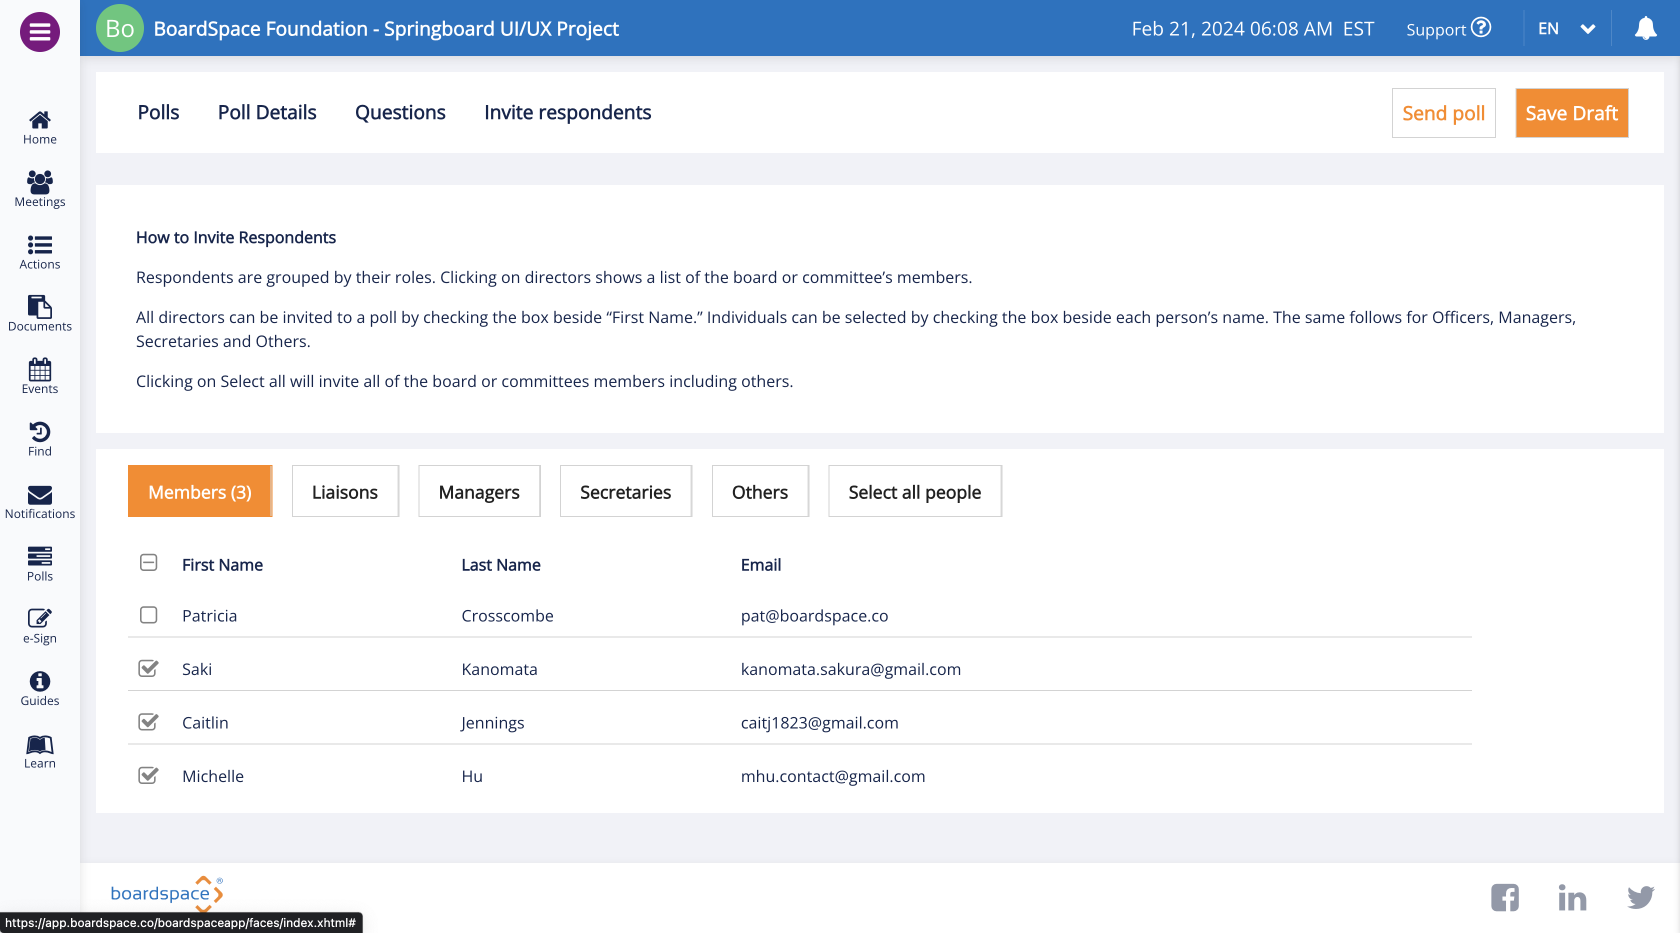 Bo BoardSpace Foundation - Springboard UI/UX Project Feb 21, 2024 06:08 AM EST Support EN
Polls Poll Details Questions Invite respondents Send poll Save Draft
Home
Meetings
Actions
Documents
Events
Find
Notifications
Polls
e-Sign
Guides
Learn
How to Invite Respondents
Respondents are grouped by their roles. Clicking on directors shows a list of the board or committee’s members.
All directors can be invited to a poll by checking the box beside “First Name.” Individuals can be selected by checking the box beside each person’s name. The same follows for Officers, Managers,
Secretaries and Others.
Clicking on Select all will invite all of the board or committees members including others.
Members (3) Liaisons Managers Secretaries Others Select all people
First Name Last Name Email
Patricia Crosscombe pat@boardspace.co
Saki Kanomata kanomata.sakura@gmail.com
Caitlin Jennings caitj1823@gmail.com
Michelle Hu mhu.contact@gmail.com
boardspace®
https://app.boardspace.co/boardspaceapp/faces/index.xhtml#